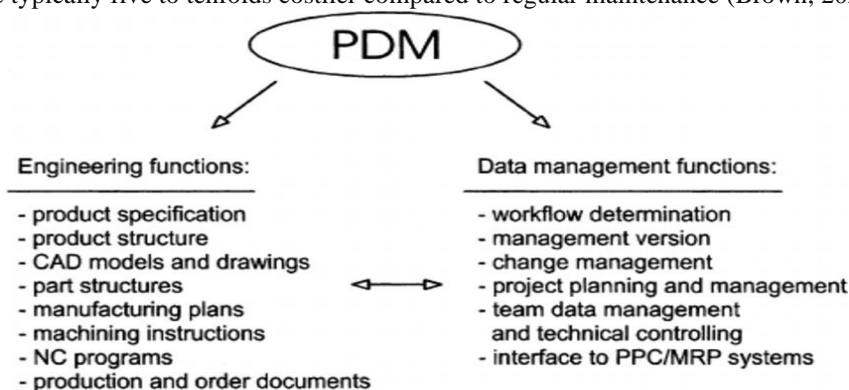 typically five to tenfolds costlier compared to regular maintenance (Brown,
PDM
Engineering functions:
- product specification
- product structure
- CAD models and drawings
- part structures
- manufacturing plans
- machining instructions
- NC programs
- production and order documents
Data management functions:
- workflow determination
- management version
- change management
- project planning and management
- team data management
and technical controlling
- interface to PPC/MRP systems